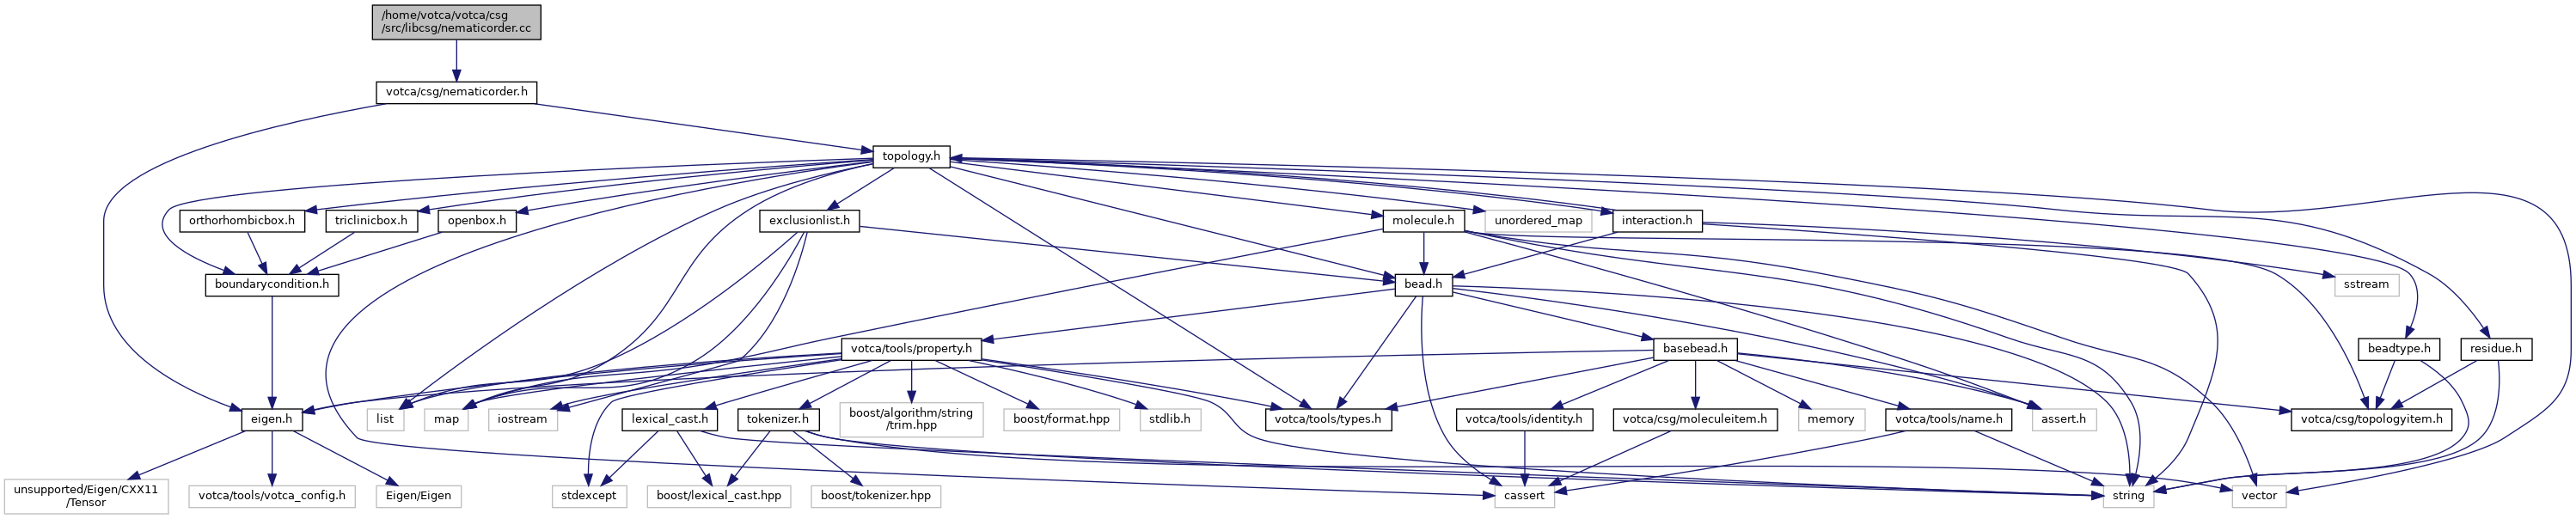 /home/votca/votca/csg
/src/libcsg/nematicorder.cc
votca/csg/nematicorder.h
topology.h
orthorhombicbox.h
triclinicbox.h
openbox.h
exclusionlist.h
molecule.h
unordered_map
interaction.h
boundarycondition.h
bead.h
sstream
votca/tools/property.h
basebead.h
beadtype.h
residue.h
eigen.h
list
map
iostream
lexical_cast.h
tokenizer.h
boost/algorithm/string
/trim.hpp
boost/format.hpp
stdlib.h
votca/tools/types.h
votca/tools/identity.h
votca/csg/moleculeitem.h
memory
votca/tools/name.h
assert.h
votca/csg/topologyitem.h
unsupported/Eigen/CXX11
/Tensor
votca/tools/votca_config.h
Eigen/Eigen
stdexcept
boost/lexical_cast.hpp
boost/tokenizer.hpp
cassert
string
vector